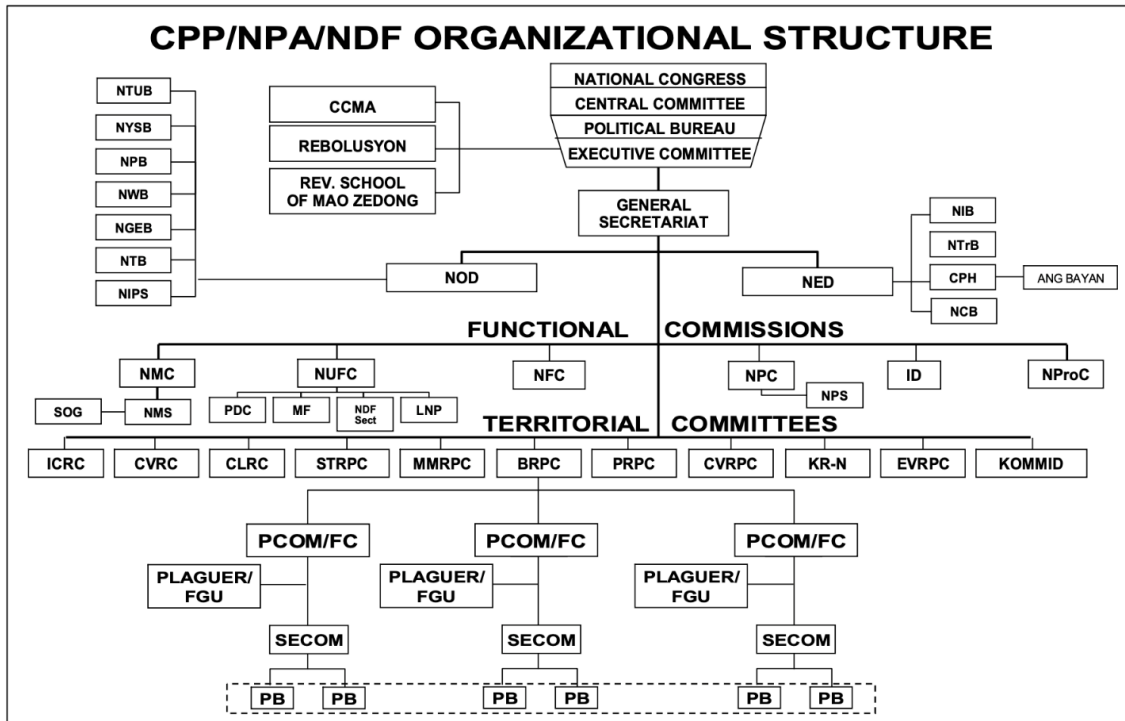 CPP/NPA/NDF ORGANIZATIONAL STRUCTURE
NATIONAL CONGRESS
CENTRAL COMMITTEE
POLITICAL BUREAU
EXECUTIVE COMMITTEE
CCMA
REBOLUSYON
REV. SCHOOL
OF MAO ZEDONG
NTUB
NYSB
NPB
NWB
NGEB
NTB
NIPS
GENERAL
SECRETARIAT
NOD
NED
NIB
NTrB
CPH
ANG BAYAN
NCB
FUNCTIONAL COMMISSIONS
NMC
NUFC
NFC
NPC
ID
NProC
SOG
NMS
PDC
MF
NDF
Sect
LNP
NPS
TERRITORIAL COMMITTEES
ICRC
CVRC
CLRC
STRPC
MMRPC
BRPC
PRPC
CVRPC
KR-N
EVRPC
KOMMID
PCOM/FC
PCOM/FC
PCOM/FC
PLAGUER/
FGU
PLAGUER/
FGU
PLAGUER/
FGU
SECOM
SECOM
SECOM
PB
PB
PB
PB
PB
PB